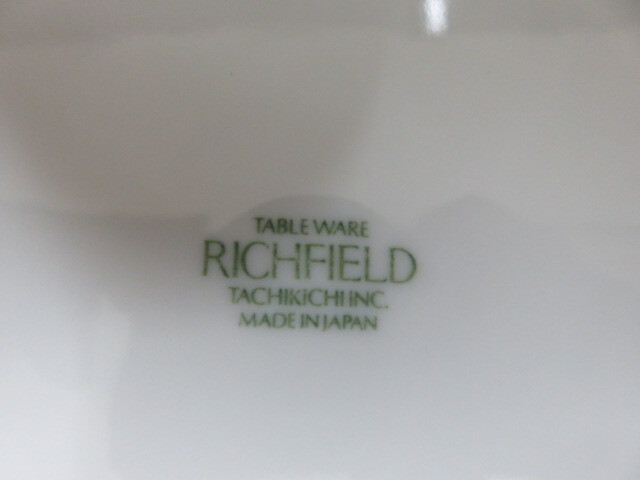 TABLE WARE
RICHFIELD
TACHIKICHI INC.
MADE IN JAPAN